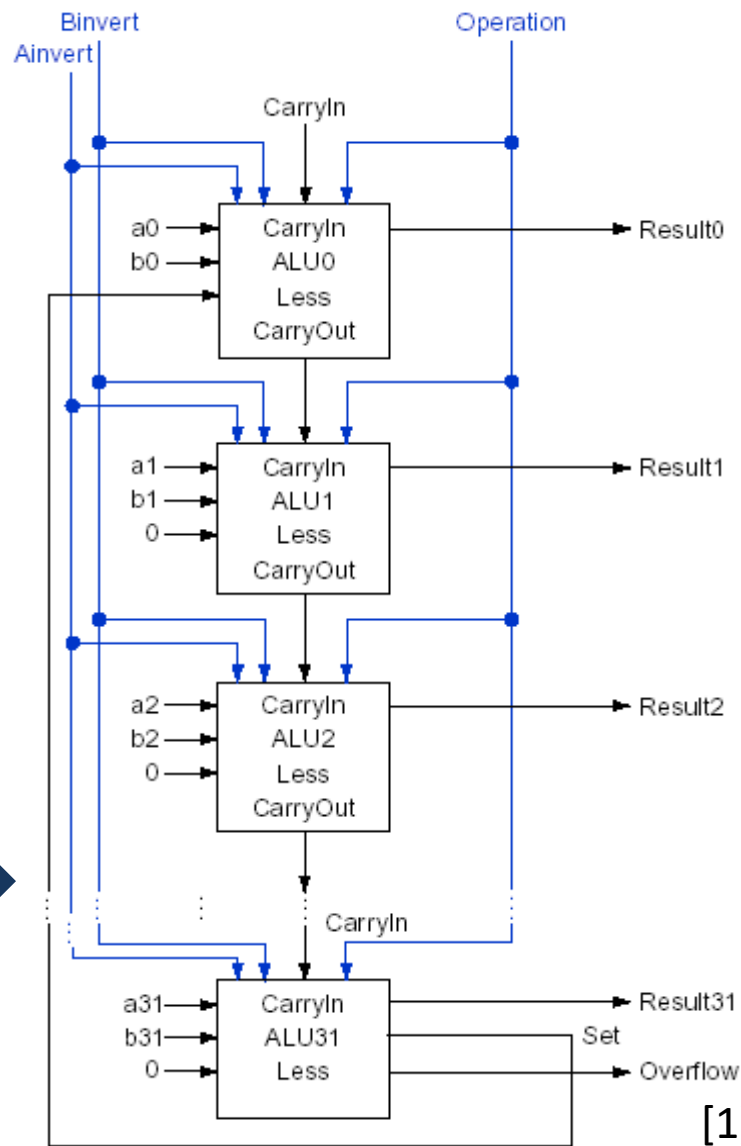 Binvert Operation
Ainvert
CarryIn
a0 CarryIn Result0
b0 ALU0
Less
CarryOut
a1 CarryIn Result1
b1 ALU1
0 Less
CarryOut
a2 CarryIn Result2
b2 ALU2
0 Less
CarryOut
CarryIn
a31 CarryIn Result31
b31 ALU31 Set
0 Less Overflow
[1